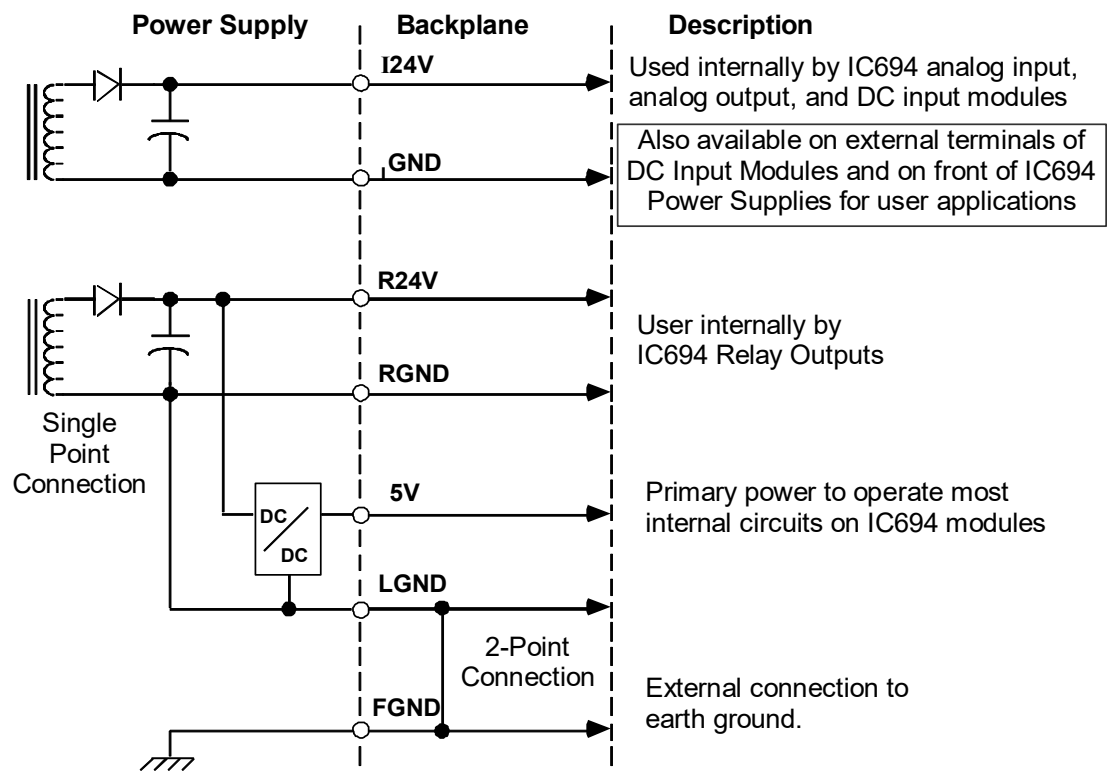 Power Supply
Backplane
Description
I24V
Used internally by IC694 analog input,
analog output, and DC input modules
GND
Also available on external terminals of
DC Input Modules and on front of IC694
Power Supplies for user applications
R24V
User internally by
IC694 Relay Outputs
RGND
Single
Point
Connection
5V
Primary power to operate most
internal circuits on IC694 modules
DC
DC
LGND
2-Point
Connection
FGND
External connection to
earth ground.